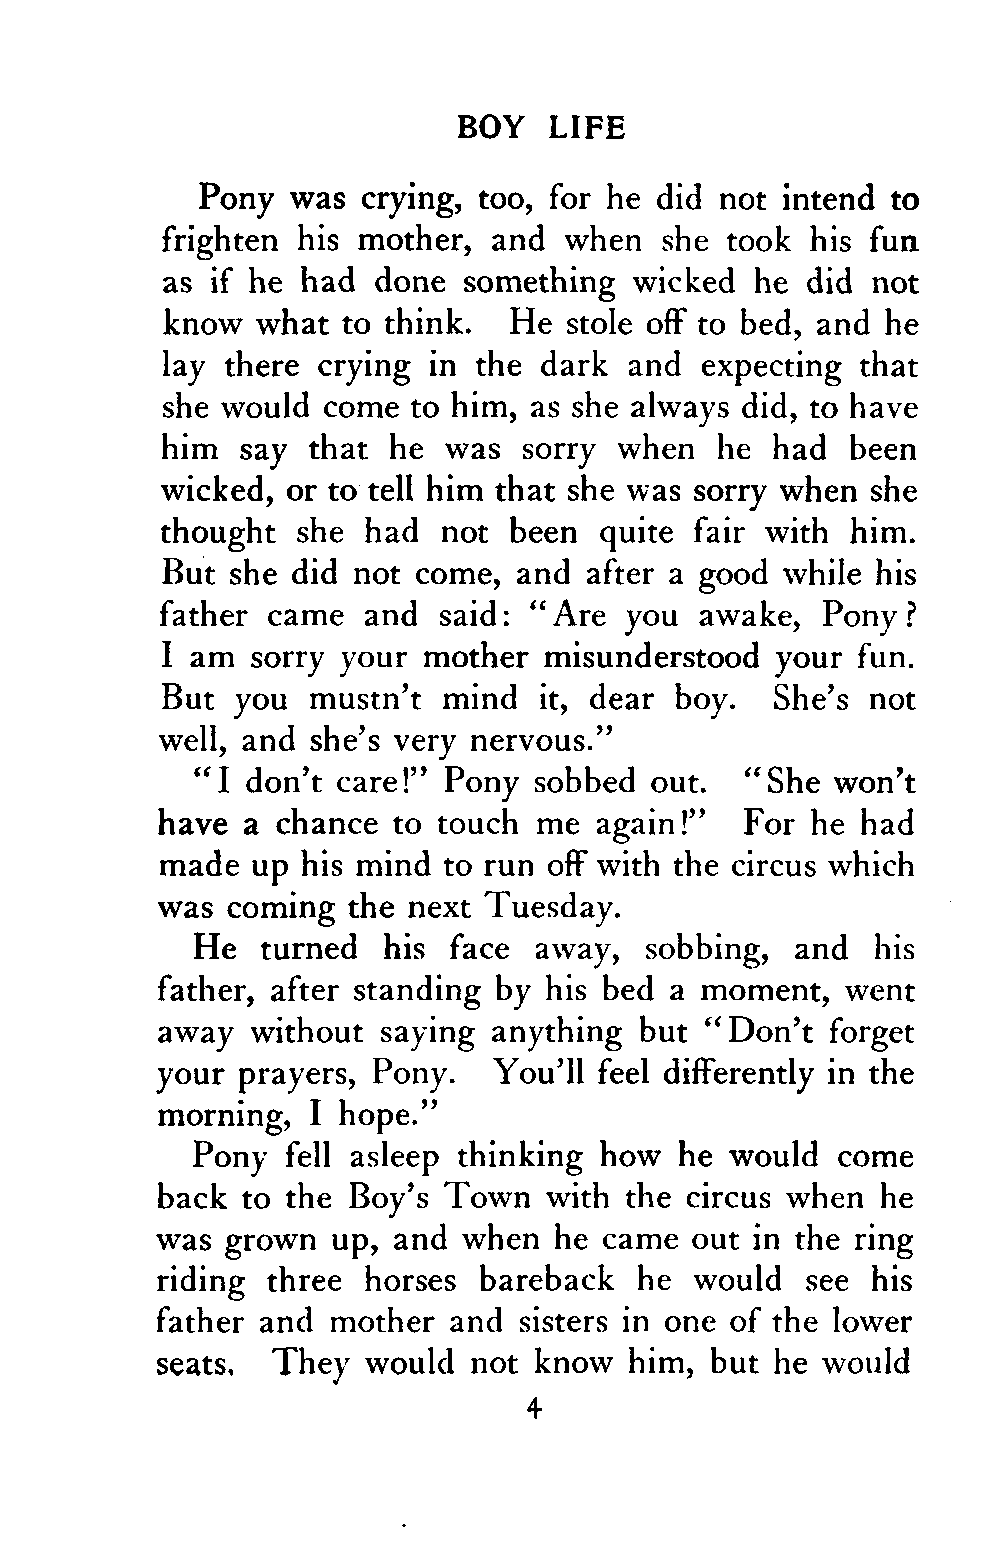 BOY LIFE
Pony was crying, too, for he did not intend to
frighten his mother, and when she took his fun
as if he had done something wicked he did not
know what to think. He stole off to bed, and he
lay there crying in the dark and expecting that
she would come to him, as she always did, to have
him say that he was sorry when he had been
wicked, or to tell him that she was sorry when she
thought she had not been quite fair with him.
But she did not come, and after a good while his
father came and said: "Are you awake, Pony?
I am sorry your mother misunderstood your fun.
But you mustn't mind it, dear boy. She's not
well, and she's very nervous."
"I don't care!" Pony sobbed out. "She won't
have a chance to touch me again!" For he had
made up his mind to run off with the circus which
was coming the next Tuesday.
He turned his face away, sobbing, and his
father, after standing by his bed a moment, went
away without saying anything but "Don't forget
your prayers, Pony. You'll feel differently in the
morning, I hope."
Pony fell asleep thinking how he would come
back to the Boy's Town with the circus when he
was grown up, and when he came out in the ring
riding three horses bareback he would see his
father and mother and sisters in one of the lower
seats. They would not know him, but he would
4